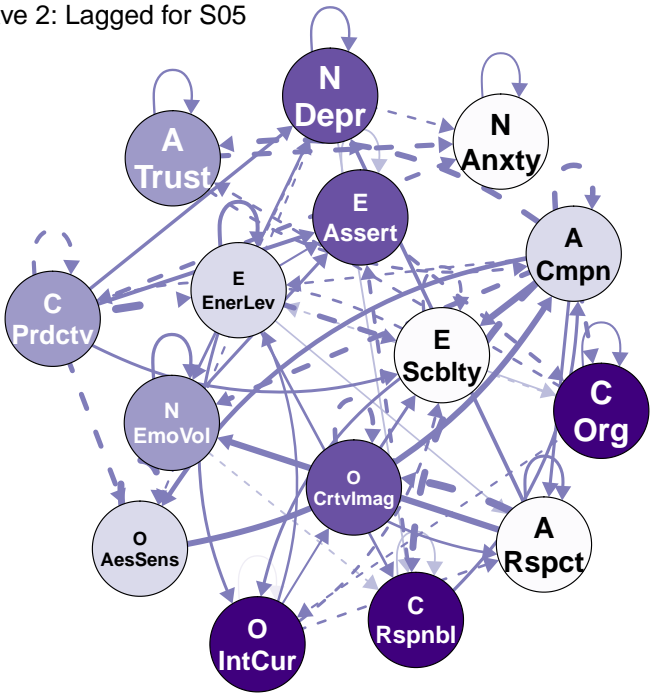 ve 2: Lagged for S05
N
Depr
A
Trust
N
Anxty
E
Assert
A
Cmpn
E
EnerLev
C
Prdctv
E
Scblty
C
Org
N
EmoVol
O
CrtvImag
O
AesSens
A
Rspct
C
Rspnbl
O
IntCur